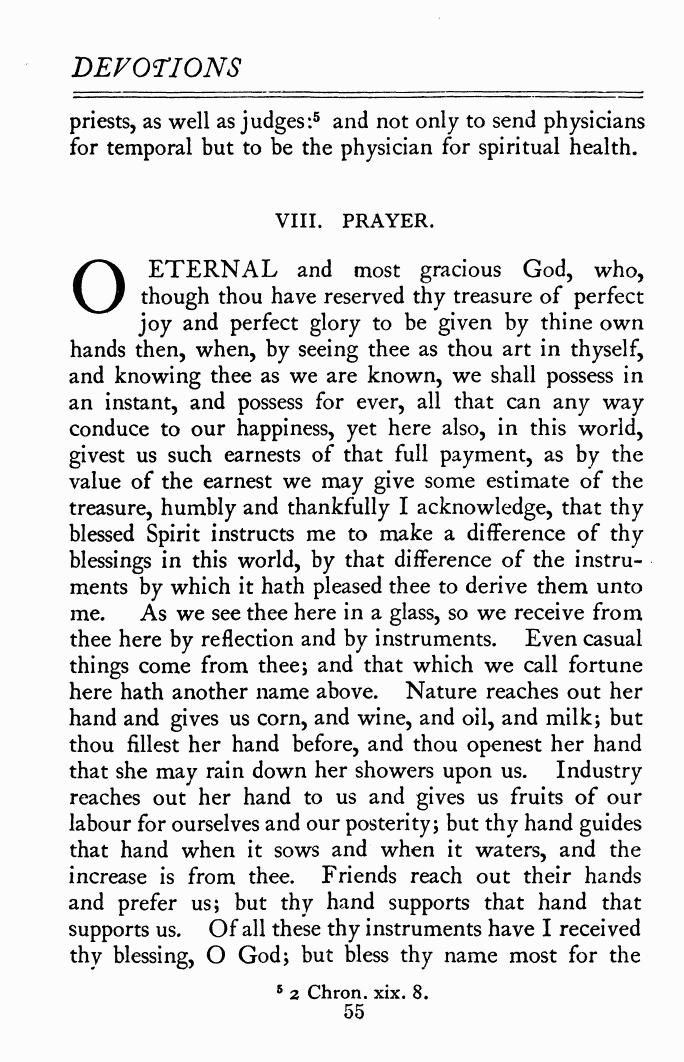 DEVOTIONS
priests, as well as judges:⁵ and not only to send physicians
for temporal but to be the physician for spiritual health.
VIII. PRAYER.
O ETERNAL and most gracious God, who,
though thou have reserved thy treasure of perfect
joy and perfect glory to be given by thine own
hands then, when, by seeing thee as thou art in thyself,
and knowing thee as we are known, we shall possess in
an instant, and possess for ever, all that can any way
conduce to our happiness, yet here also, in this world,
givest us such earnests of that full payment, as by the
value of the earnest we may give some estimate of the
treasure, humbly and thankfully I acknowledge, that thy
blessed Spirit instructs me to make a difference of thy
blessings in this world, by that difference of the instru-
ments by which it hath pleased thee to derive them unto
me. As we see thee here in a glass, so we receive from
thee here by reflection and by instruments. Even casual
things come from thee; and that which we call fortune
here hath another name above. Nature reaches out her
hand and gives us corn, and wine, and oil, and milk; but
thou fillest her hand before, and thou openest her hand
that she may rain down her showers upon us. Industry
reaches out her hand to us and gives us fruits of our
labour for ourselves and our posterity; but thy hand guides
that hand when it sows and when it waters, and the
increase is from thee. Friends reach out their hands
and prefer us; but thy hand supports that hand that
supports us. Of all these thy instruments have I received
thy blessing, O God; but bless thy name most for the
⁵ 2 Chron. xix. 8.
55